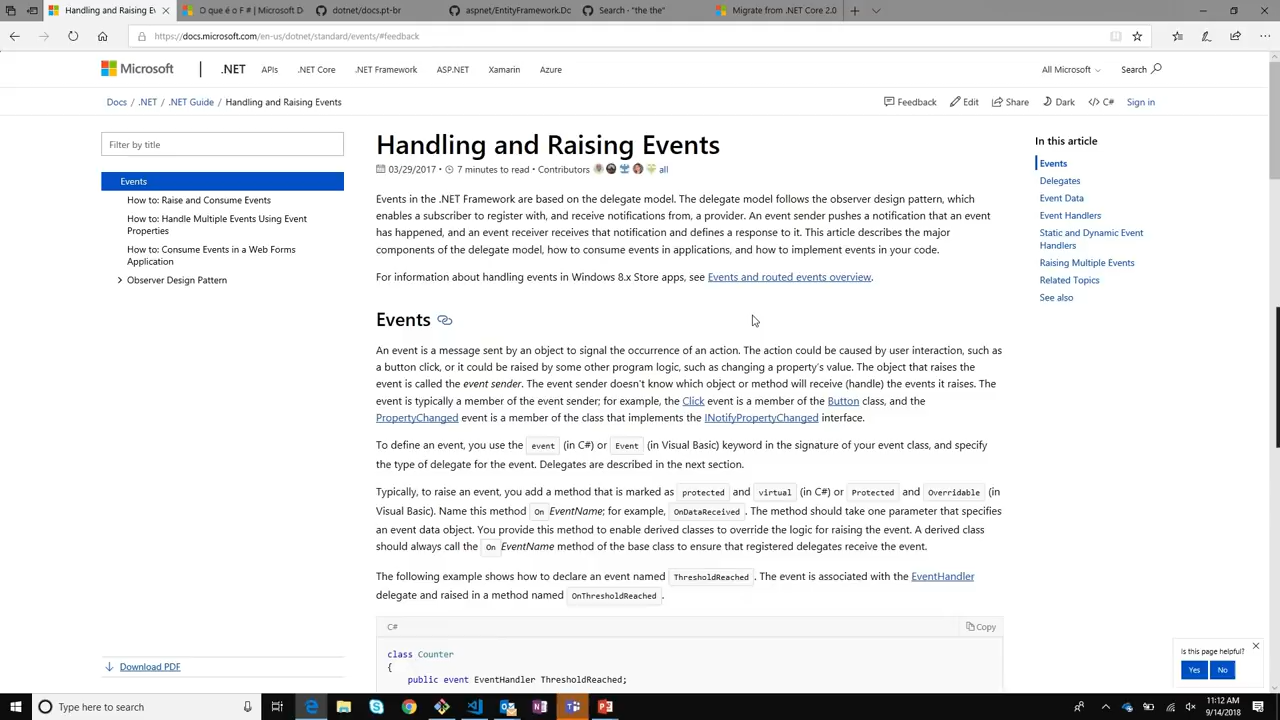 Handling and Raising Ev
O que é o F # | Microsoft Do
dotnet/docs.pt-br
aspnet/EntityFramework.Dc
Search · "the the"
Migrate from .NET Core 2.0
https://docs.microsoft.com/en-us/dotnet/standard/events/#feedback
Microsoft
.NET
APIs
.NET Core
.NET Framework
ASP.NET
Xamarin
Azure
All Microsoft
Search
Docs / .NET / .NET Guide / Handling and Raising Events
Feedback
Edit
Share
Dark
</> C#
Sign in
Filter by title
Events
How to: Raise and Consume Events
How to: Handle Multiple Events Using Event
Properties
How to: Consume Events in a Web Forms
Application
Observer Design Pattern
Download PDF
Handling and Raising Events
03/29/2017 • 7 minutes to read • Contributors all
Events in the .NET Framework are based on the delegate model. The delegate model follows the observer design pattern, which
enables a subscriber to register with, and receive notifications from, a provider. An event sender pushes a notification that an event
has happened, and an event receiver receives that notification and defines a response to it. This article describes the major
components of the delegate model, how to consume events in applications, and how to implement events in your code.
For information about handling events in Windows 8.x Store apps, see Events and routed events overview.
Events
An event is a message sent by an object to signal the occurrence of an action. The action could be caused by user interaction, such as
a button click, or it could be raised by some other program logic, such as changing a property's value. The object that raises the
event is called the event sender. The event sender doesn't know which object or method will receive (handle) the events it raises. The
event is typically a member of the event sender; for example, the Click event is a member of the Button class, and the
PropertyChanged event is a member of the class that implements the INotifyPropertyChanged interface.
To define an event, you use the event (in C#) or Event (in Visual Basic) keyword in the signature of your event class, and specify
the type of delegate for the event. Delegates are described in the next section.
Typically, to raise an event, you add a method that is marked as protected and virtual (in C#) or Protected and Overridable (in
Visual Basic). Name this method On EventName; for example, OnDataReceived . The method should take one parameter that specifies
an event data object. You provide this method to enable derived classes to override the logic for raising the event. A derived class
should always call the On EventName method of the base class to ensure that registered delegates receive the event.
The following example shows how to declare an event named ThresholdReached . The event is associated with the EventHandler
delegate and raised in a method named OnThresholdReached .
C#
Copy
class Counter
{
public event EventHandler ThresholdReached;
In this article
Events
Delegates
Event Data
Event Handlers
Static and Dynamic Event
Handlers
Raising Multiple Events
Related Topics
See also
Is this page helpful?
Yes
No
Type here to search
11:12 AM
9/14/2018